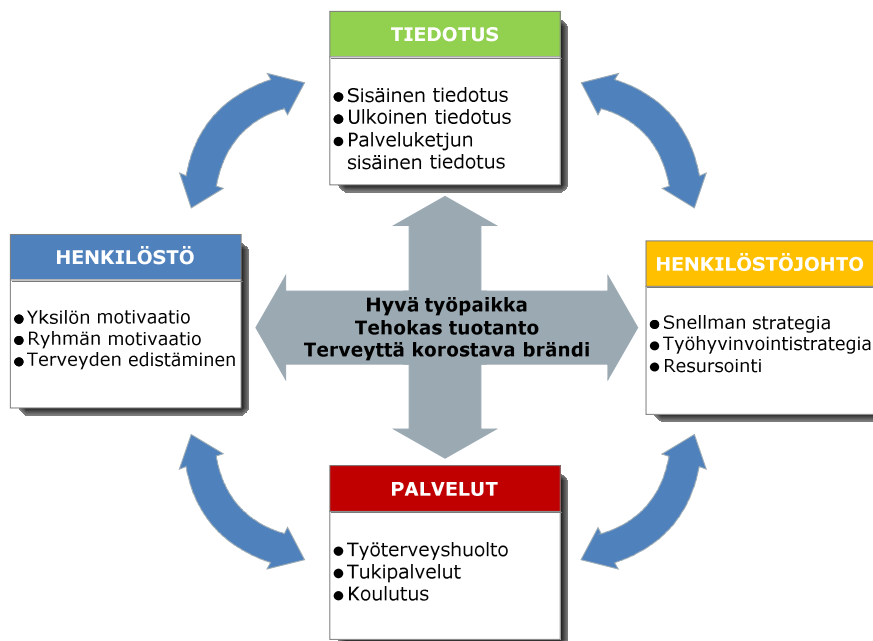 TIEDOTUS
● Sisäinen tiedotus
● Ulkoinen tiedotus
● Palveluketjun
sisäinen tiedotus
HENKILÖSTÖ
● Yksilön motivaatio
● Ryhmän motivaatio
● Terveyden edistäminen
Hyvä työpaikka
Tehokas tuotanto
Terveyttä korostava brändi
HENKILÖSTÖJOHTO
● Snellman strategia
● Työhyvinvointistrategia
● Resursointi
PALVELUT
● Työterveyshuolto
● Tukipalvelut
● Koulutus